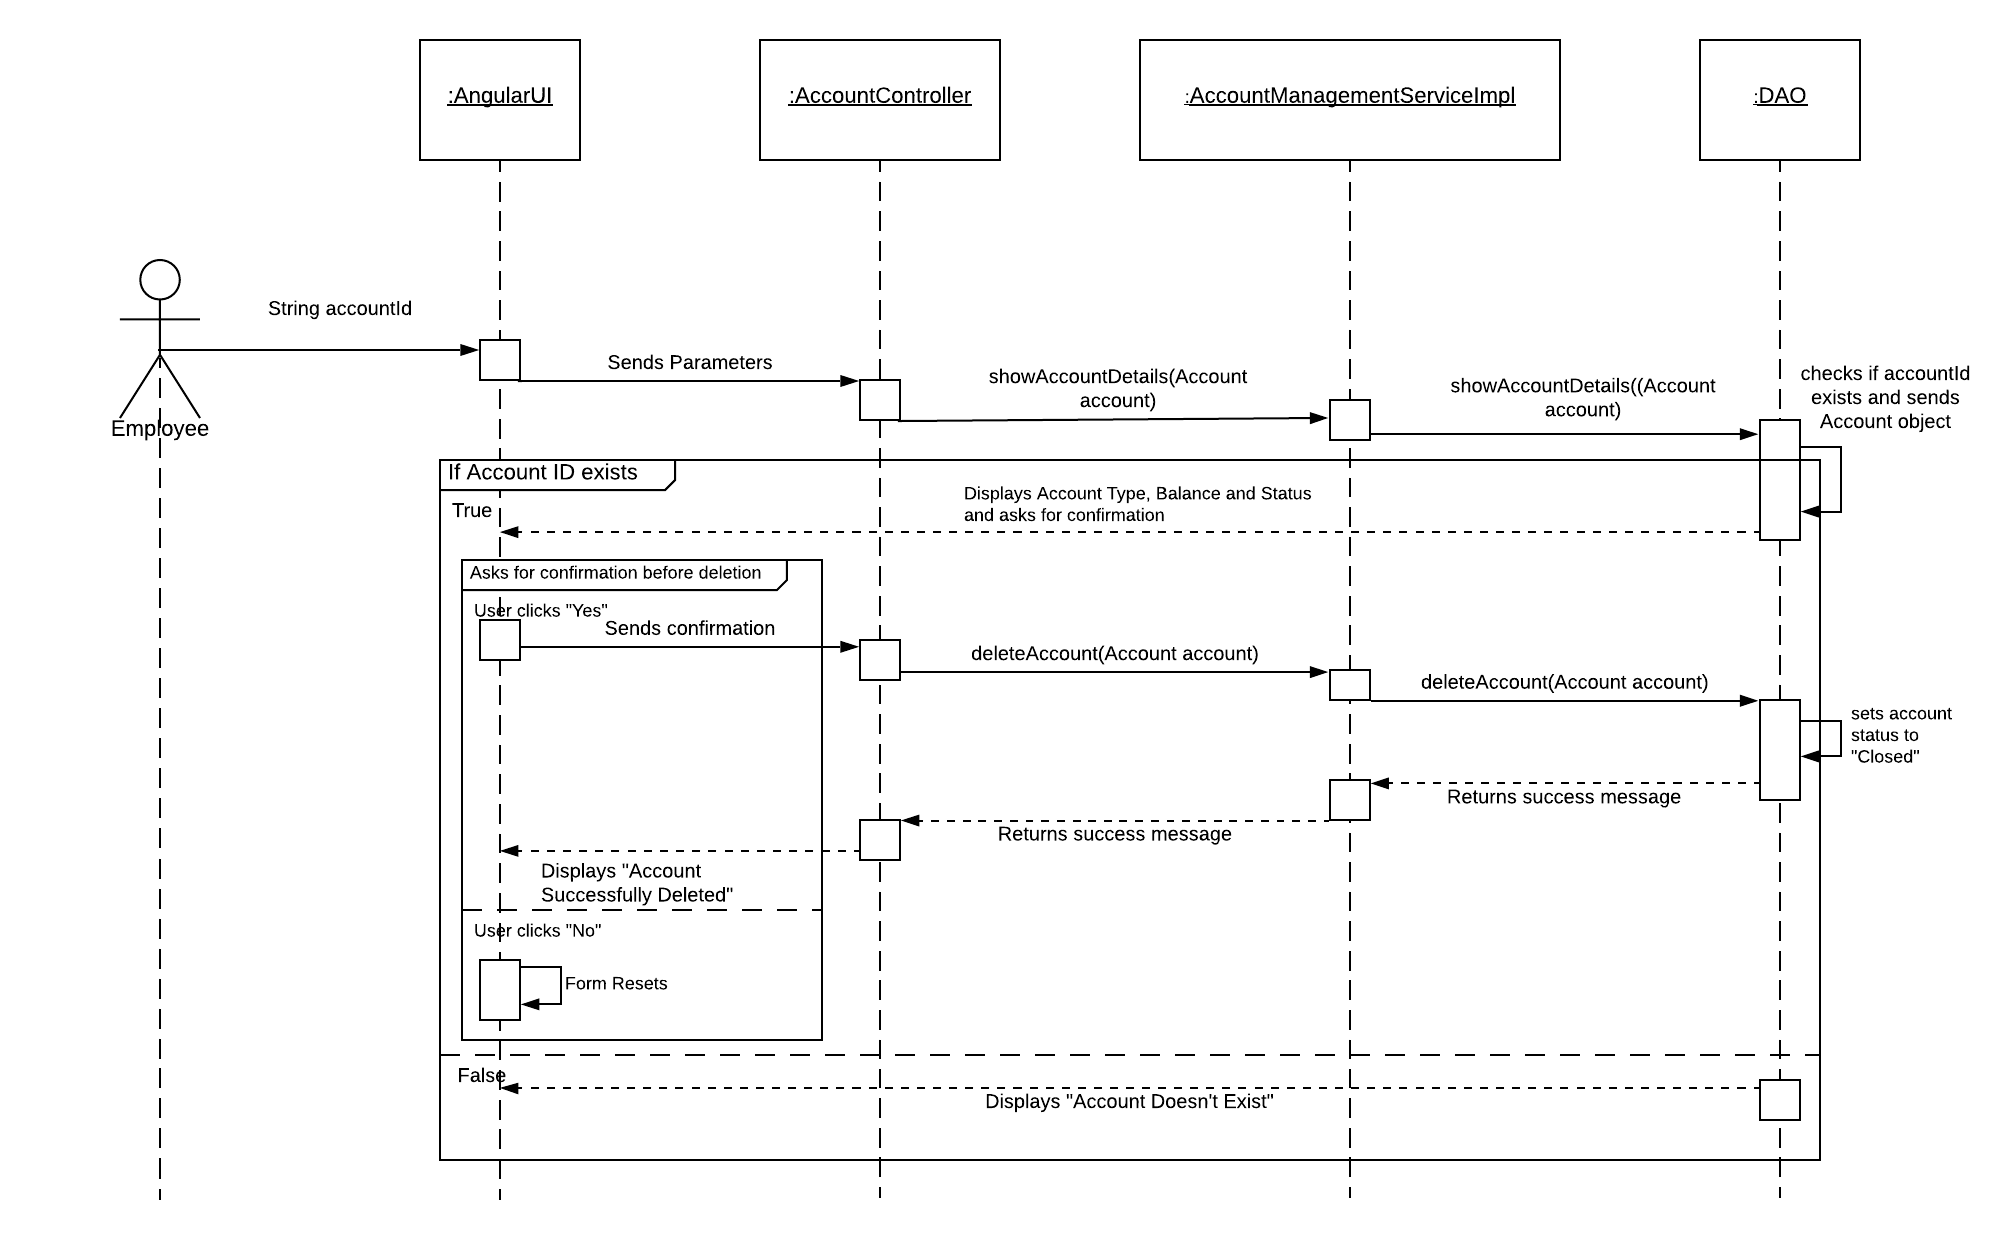 :AngularUI
:AccountController
:AccountManagementServiceImpl
:DAO
String accountId
Employee
Sends Parameters
showAccountDetails(Account
account)
showAccountDetails((Account
account)
checks if accountId
exists and sends
Account object
If Account ID exists
True
Displays Account Type, Balance and Status
and asks for confirmation
Asks for confirmation before deletion
User clicks "Yes"
Sends confirmation
deleteAccount(Account account)
deleteAccount(Account account)
sets account
status to
"Closed"
Returns success message
Returns success message
Displays "Account
Successfully Deleted"
User clicks "No"
Form Resets
False
Displays "Account Doesn't Exist"